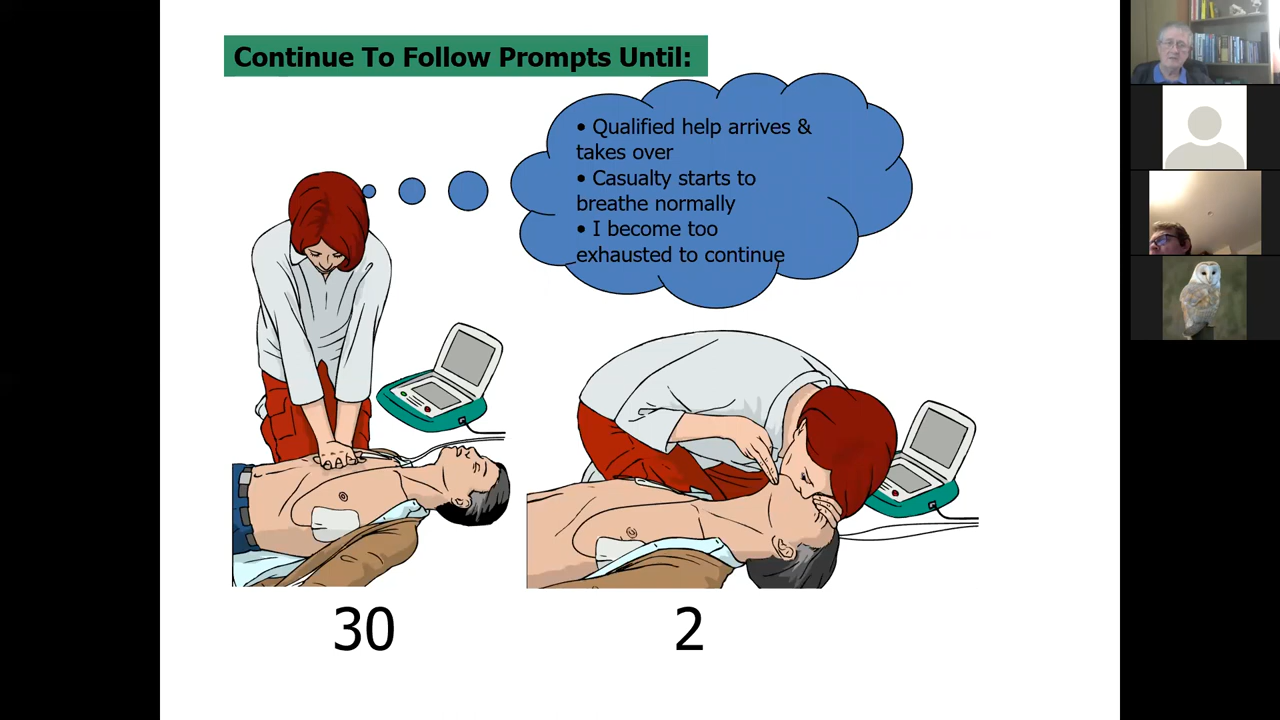 Continue To Follow Prompts Until:
• Qualified help arrives &
takes over
• Casualty starts to
breathe normally
• I become too
exhausted to continue
30
2